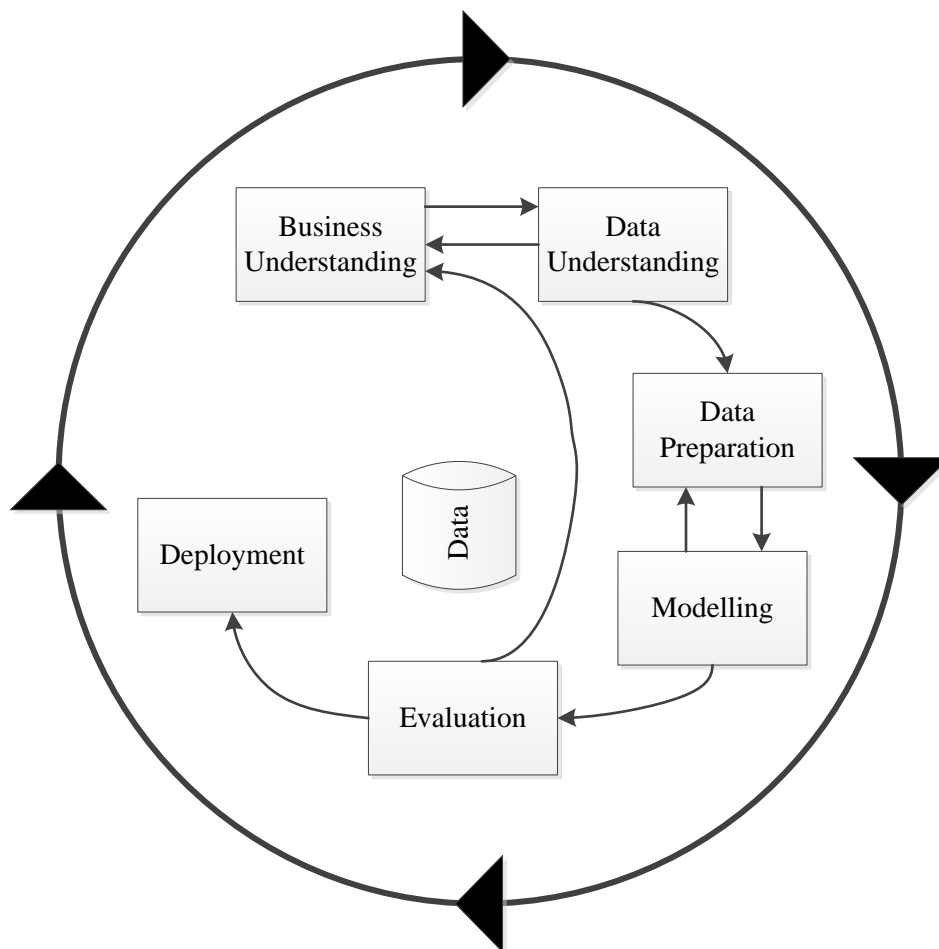 Business
Understanding
Data
Understanding
Data
Preparation
Data
Deployment
Modelling
Evaluation